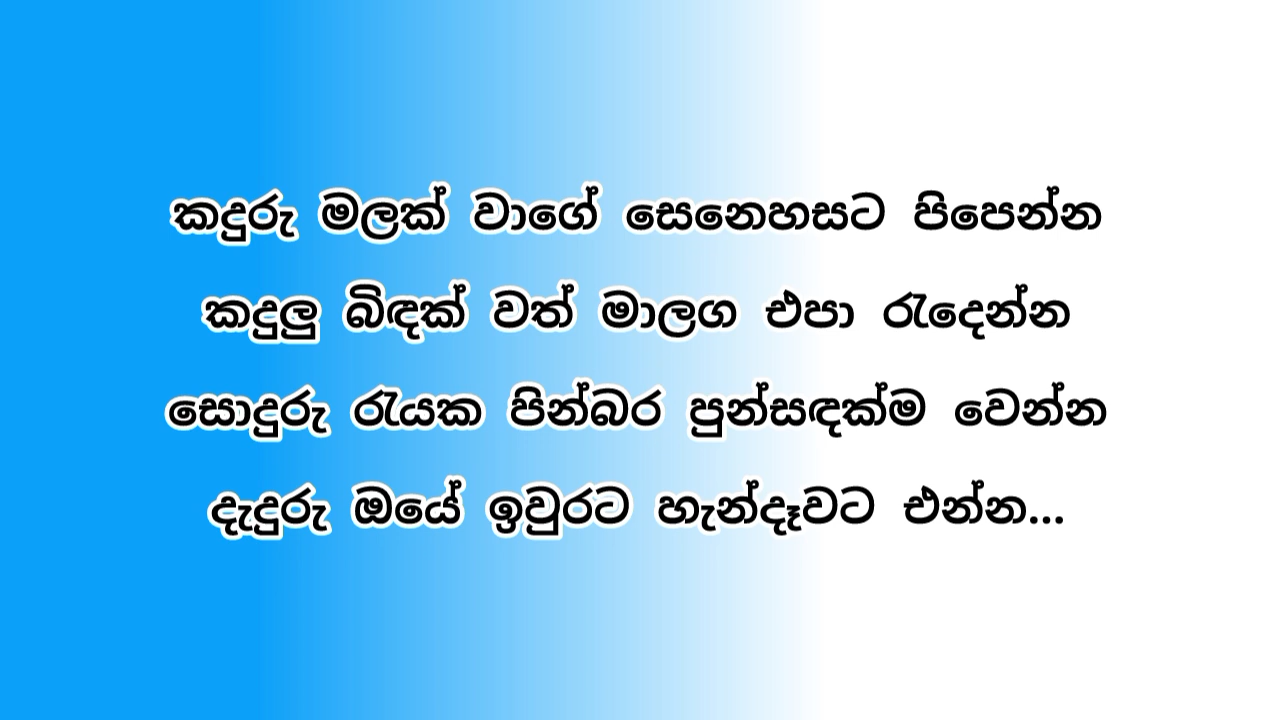 කදුරු මලක් වාගේ සෙනෙහසට පිපෙන්න
කදුලු බිඳක් වත් මාලග එපා රැදෙන්න
සොදුරු රැයක පින්බර පුන්සඳක්ම වෙන්න
දැදුරු ඔයේ ඉවුරට හැන්දෑවට එන්න...